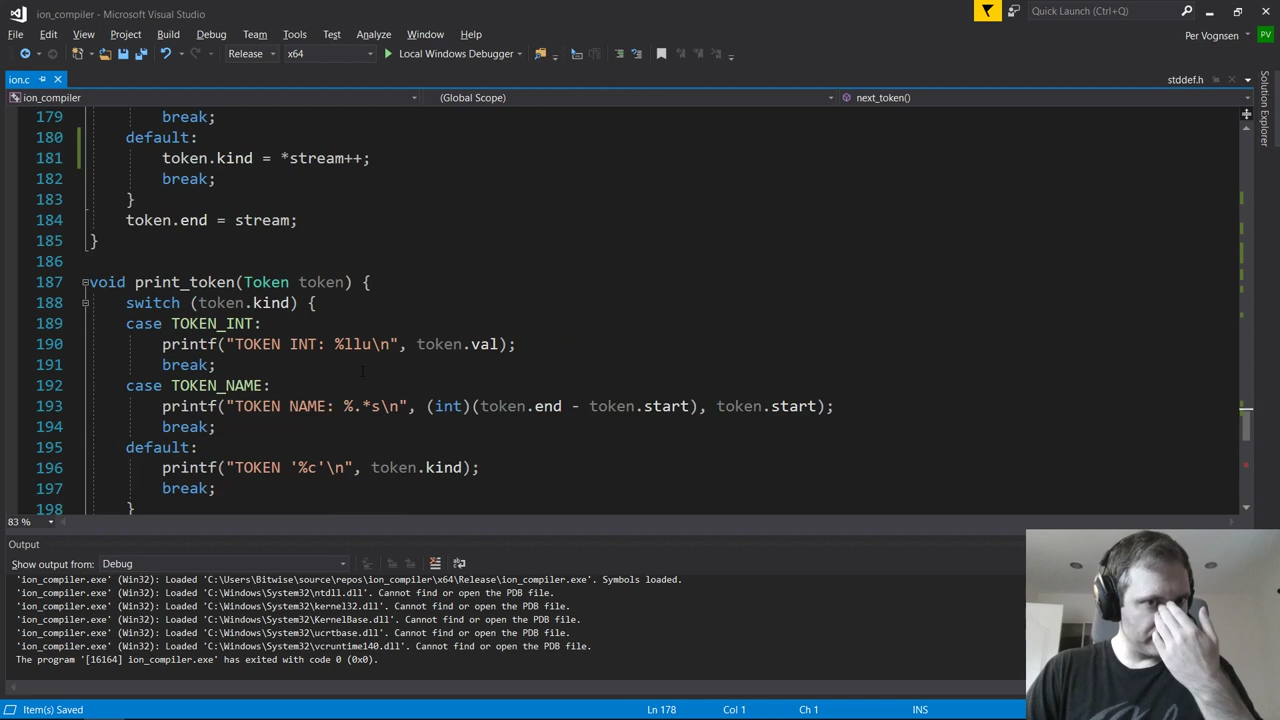 ion_compiler - Microsoft Visual Studio
Quick Launch (Ctrl+Q)
File Edit View Project Build Debug Team Tools Test Analyze Window Help
Per Vognsen PV
Release x64 Local Windows Debugger
ion.c
stddef.h
ion_compiler (Global Scope) next_token()
179 break;
180 default:
181 token.kind = *stream++;
182 break;
183 }
184 token.end = stream;
185 }
186
187 void print_token(Token token) {
188 switch (token.kind) {
189 case TOKEN_INT:
190 printf("TOKEN INT: %llu\n", token.val);
191 break;
192 case TOKEN_NAME:
193 printf("TOKEN NAME: %.*s\n", (int)(token.end - token.start), token.start);
194 break;
195 default:
196 printf("TOKEN '%c'\n", token.kind);
197 break;
198 }
Solution Explorer
83 %
Output
Show output from: Debug
'ion_compiler.exe' (Win32): Loaded 'C:\Users\Bitwise\source\repos\ion_compiler\x64\Release\ion_compiler.exe'. Symbols loaded.
'ion_compiler.exe' (Win32): Loaded 'C:\Windows\System32\ntdll.dll'. Cannot find or open the PDB file.
'ion_compiler.exe' (Win32): Loaded 'C:\Windows\System32\kernel32.dll'. Cannot find or open the PDB file.
'ion_compiler.exe' (Win32): Loaded 'C:\Windows\System32\KernelBase.dll'. Cannot find or open the PDB file.
'ion_compiler.exe' (Win32): Loaded 'C:\Windows\System32\ucrtbase.dll'. Cannot find or open the PDB file.
'ion_compiler.exe' (Win32): Loaded 'C:\Windows\System32\vcruntime140.dll'. Cannot find or open the PDB file.
The program '[16164] ion_compiler.exe' has exited with code 0 (0x0).
Item(s) Saved Ln 178 Col 1 Ch 1 INS